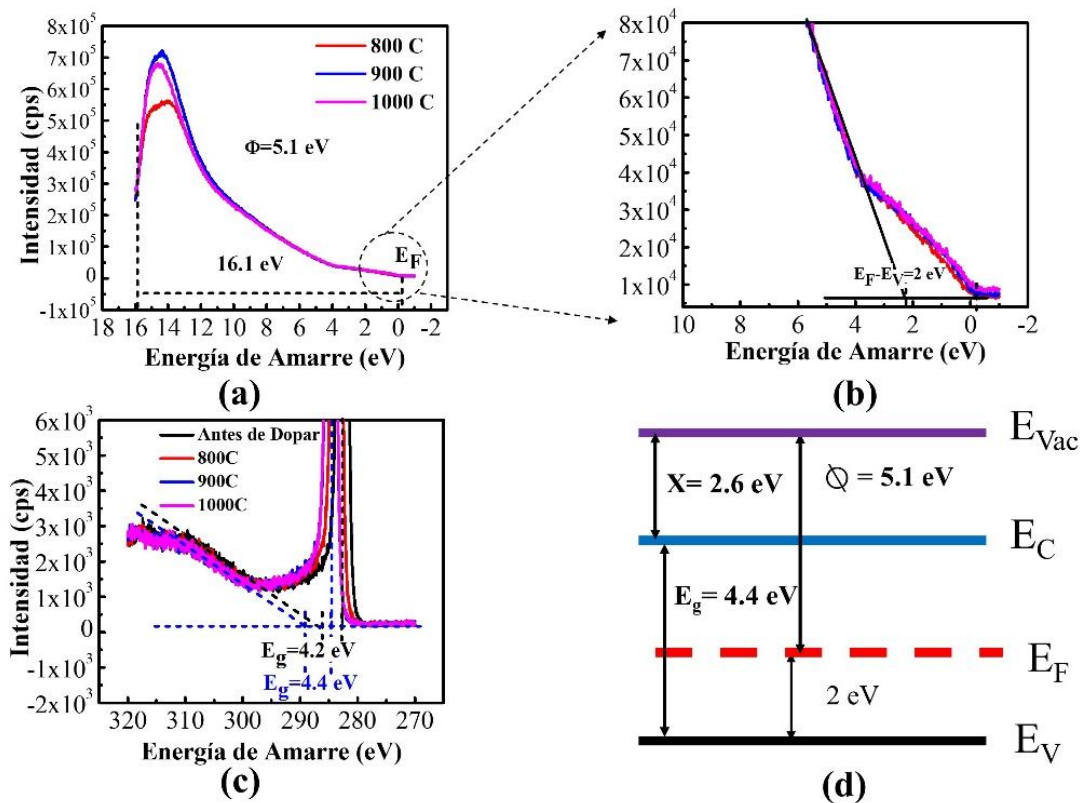 8x10⁵
7x10⁵
6x10⁵
5x10⁵
4x10⁵
3x10⁵
2x10⁵
1x10⁵
0
-1x10⁵
Intensidad (cps)
800 C
900 C
1000 C
Φ=5.1 eV
16.1 eV
E_F
18 16 14 12 10 8 6 4 2 0 -2
Energía de Amarre (eV)
(a)
8x10⁴
7x10⁴
6x10⁴
5x10⁴
4x10⁴
3x10⁴
2x10⁴
1x10⁴
Intensidad (cps)
E_F-E_V=2 eV
10 8 6 4 2 0 -2
Energía de Amarre (eV)
(b)
6x10³
5x10³
4x10³
3x10³
2x10³
1x10³
0
-1x10³
-2x10³
Intensidad (cps)
Antes de Dopar
800C
900C
1000C
E_g=4.2 eV
E_g=4.4 eV
320 310 300 290 280 270
Energía de Amarre (eV)
(c)
E_Vac
X= 2.6 eV
∅ = 5.1 eV
E_C
E_g= 4.4 eV
E_F
2 eV
E_V
(d)